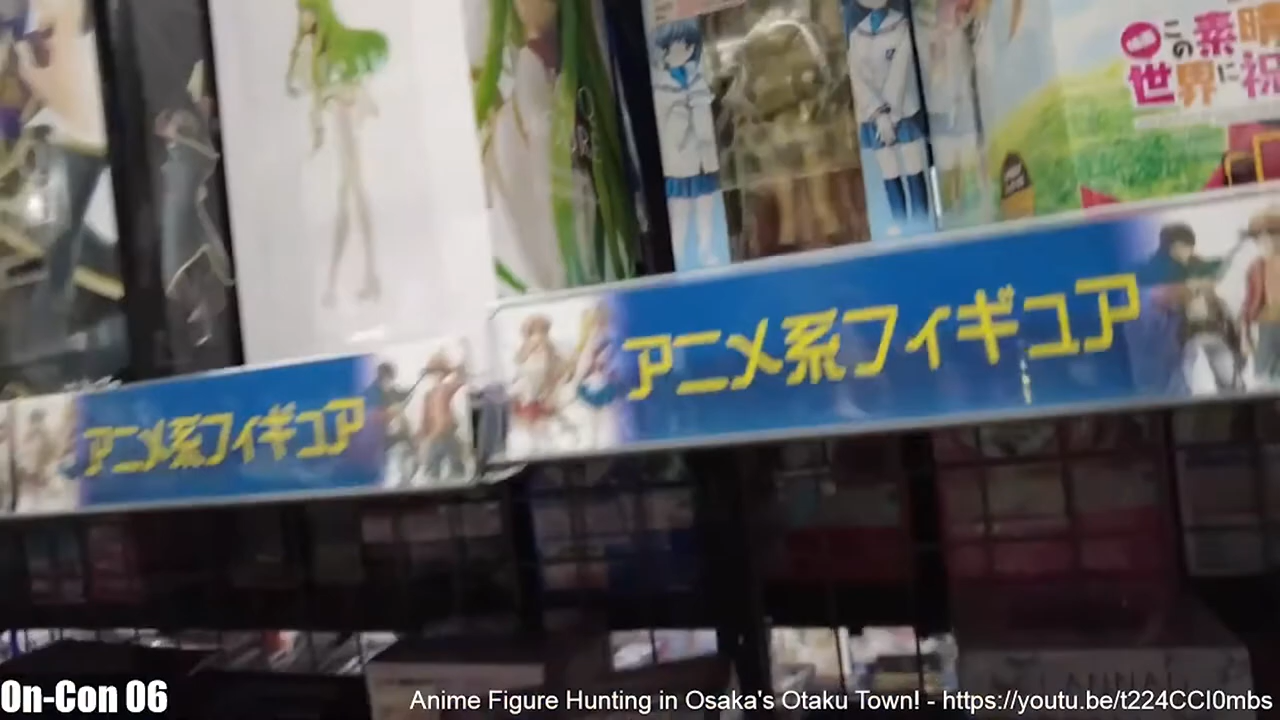 この素晴
世界に祝
アニメ系フィギュア
アニメ系フィギュア
On-Con 06
Anime Figure Hunting in Osaka's Otaku Town! - https://youtu.be/t224CCI0mbs